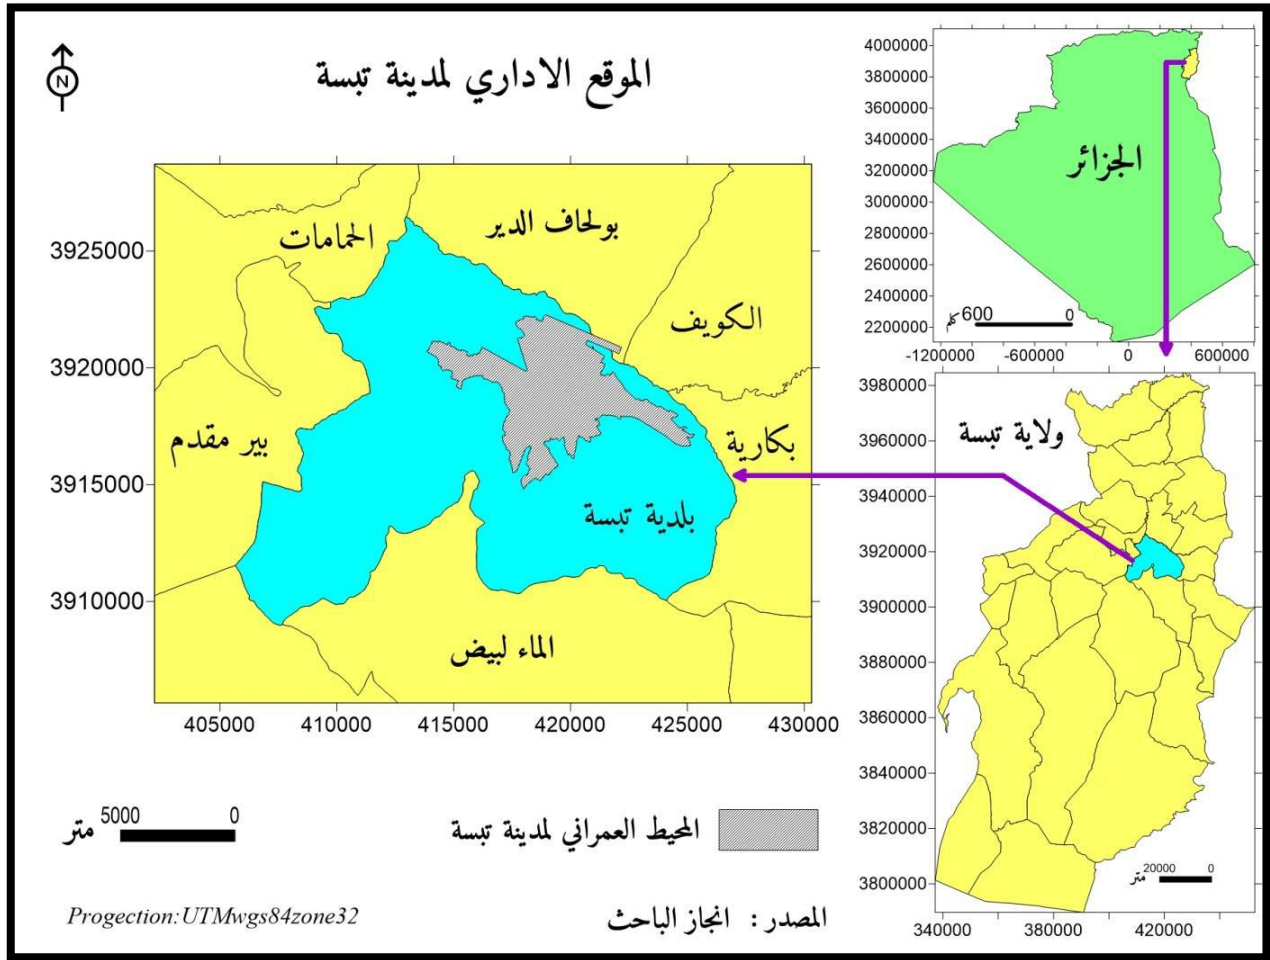 الموقع الاداري لمدينة تبسة
N
الحمامات
بولحاف الدير
الكويف
بير مقدم
بكارية
بلدية تبسة
الماء لبيض
3925000
3920000
3915000
3910000
405000 410000 415000 420000 425000 430000
5000 0 متر
المحيط العمراني لمدينة تبسة
Progection:UTMwgs84zone32
المصدر : انجاز الباحث
الجزائر
4000000
3800000
3600000
3400000
3200000
3000000
2800000
2600000
2400000
2200000
600 0 كلم
-1200000 -600000 0 600000
ولاية تبسة
3980000
3960000
3940000
3920000
3900000
3880000
3860000
3840000
3820000
3800000
20000 0 متر
340000 380000 420000